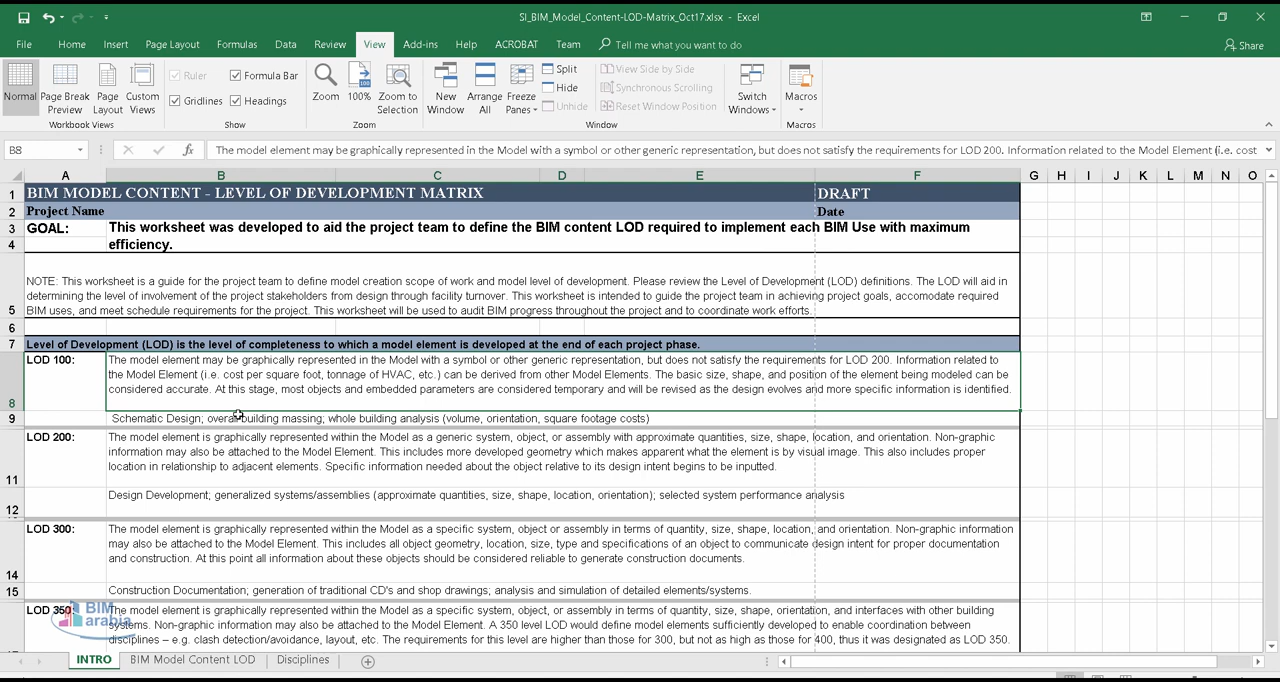 SI_BIM_Model_Content-LOD-Matrix_Oct17.xlsx - Excel
File Home Insert Page Layout Formulas Data Review View Add-ins Help ACROBAT Team Tell me what you want to do Share
Normal Page Break Preview Page Layout Custom Views
Ruler Formula Bar
Gridlines Headings
Zoom 100% Zoom to Selection
New Window Arrange All Freeze Panes
Split
Hide
Unhide
View Side by Side
Synchronous Scrolling
Reset Window Position
Switch Windows Macros
Workbook Views Show Zoom Window Macros
B8 fx The model element may be graphically represented in the Model with a symbol or other generic representation, but does not satisfy the requirements for LOD 200. Information related to the Model Element (i.e. cost
A B C D E F G H I J K L M N O
1 BIM MODEL CONTENT - LEVEL OF DEVELOPMENT MATRIX DRAFT
2 Project Name Date
3 GOAL: This worksheet was developed to aid the project team to define the BIM content LOD required to implement each BIM Use with maximum
4 efficiency.
NOTE: This worksheet is a guide for the project team to define model creation scope of work and model level of development. Please review the Level of Development (LOD) definitions. The LOD will aid in
determining the level of involvement of the project stakeholders from design through facility turnover. This worksheet is intended to guide the project team in achieving project goals, accomodate required
5 BIM uses, and meet schedule requirements for the project. This worksheet will be used to audit BIM progress throughout the project and to coordinate work efforts.
6
7 Level of Development (LOD) is the level of completeness to which a model element is developed at the end of each project phase.
LOD 100: The model element may be graphically represented in the Model with a symbol or other generic representation, but does not satisfy the requirements for LOD 200. Information related to
the Model Element (i.e. cost per square foot, tonnage of HVAC, etc.) can be derived from other Model Elements. The basic size, shape, and position of the element being modeled can be
considered accurate. At this stage, most objects and embedded parameters are considered temporary and will be revised as the design evolves and more specific information is identified.
8
9 Schematic Design; overall building massing; whole building analysis (volume, orientation, square footage costs)
LOD 200: The model element is graphically represented within the Model as a generic system, object, or assembly with approximate quantities, size, shape, location, and orientation. Non-graphic
information may also be attached to the Model Element. This includes more developed geometry which makes apparent what the element is by visual image. This also includes proper
location in relationship to adjacent elements. Specific information needed about the object relative to its design intent begins to be inputted.
11
Design Development; generalized systems/assemblies (approximate quantities, size, shape, location, orientation); selected system performance analysis
12
LOD 300: The model element is graphically represented within the Model as a specific system, object or assembly in terms of quantity, size, shape, location, and orientation. Non-graphic information
may also be attached to the Model Element. This includes all object geometry, location, size, type and specifications of an object to communicate design intent for proper documentation
and construction. At this point all information about these objects should be considered reliable to generate construction documents.
14
15 Construction Documentation; generation of traditional CD's and shop drawings; analysis and simulation of detailed elements/systems.
LOD 350: The model element is graphically represented within the Model as a specific system, object, or assembly in terms of quantity, size, shape, orientation, and interfaces with other building
systems. Non-graphic information may also be attached to the Model Element. A 350 level LOD would define model elements sufficiently developed to enable coordination between
disciplines – e.g. clash detection/avoidance, layout, etc. The requirements for this level are higher than those for 300, but not as high as those for 400, thus it was designated as LOD 350.
BIM
arabia
INTRO BIM Model Content LOD Disciplines